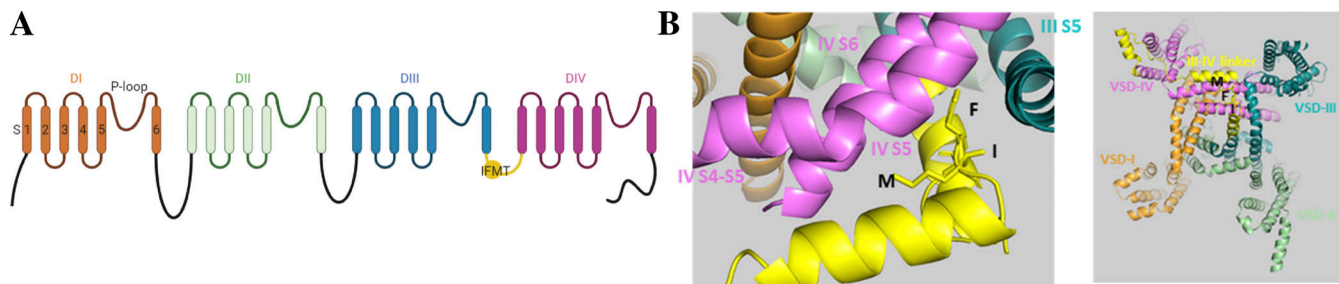 A
DI
DII
DIII
DIV
P-loop
S 1 2 3 4 5 6
IFMT
B
IV S6
III S5
F
I
IV S5
M
IV S4-S5
III-IV linker
VSD-IV
M
F
VSD-III
VSD-I
VSD-II